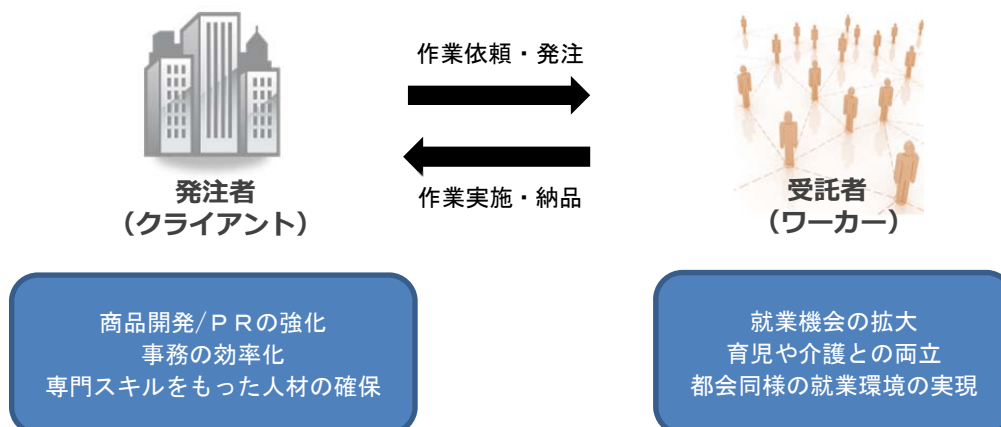 作業依頼・発注
作業実施・納品
発注者
（クライアント）
受託者
（ワーカー）
商品開発/ＰＲの強化
事務の効率化
専門スキルをもった人材の確保
就業機会の拡大
育児や介護との両立
都会同様の就業環境の実現